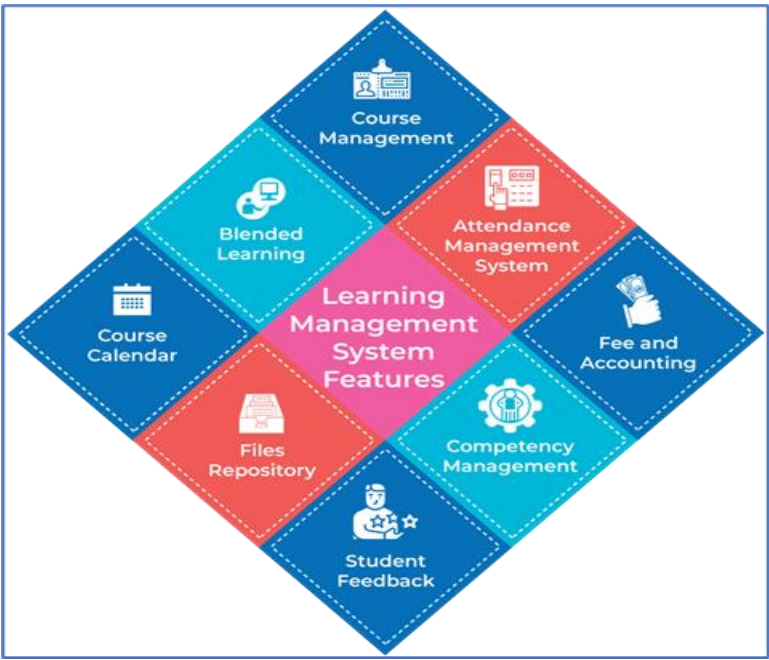 Course
Management
Blended
Learning
Attendance
Management
System
Course
Calendar
Learning
Management
System
Features
Fee and
Accounting
Files
Repository
Competency
Management
Student
Feedback